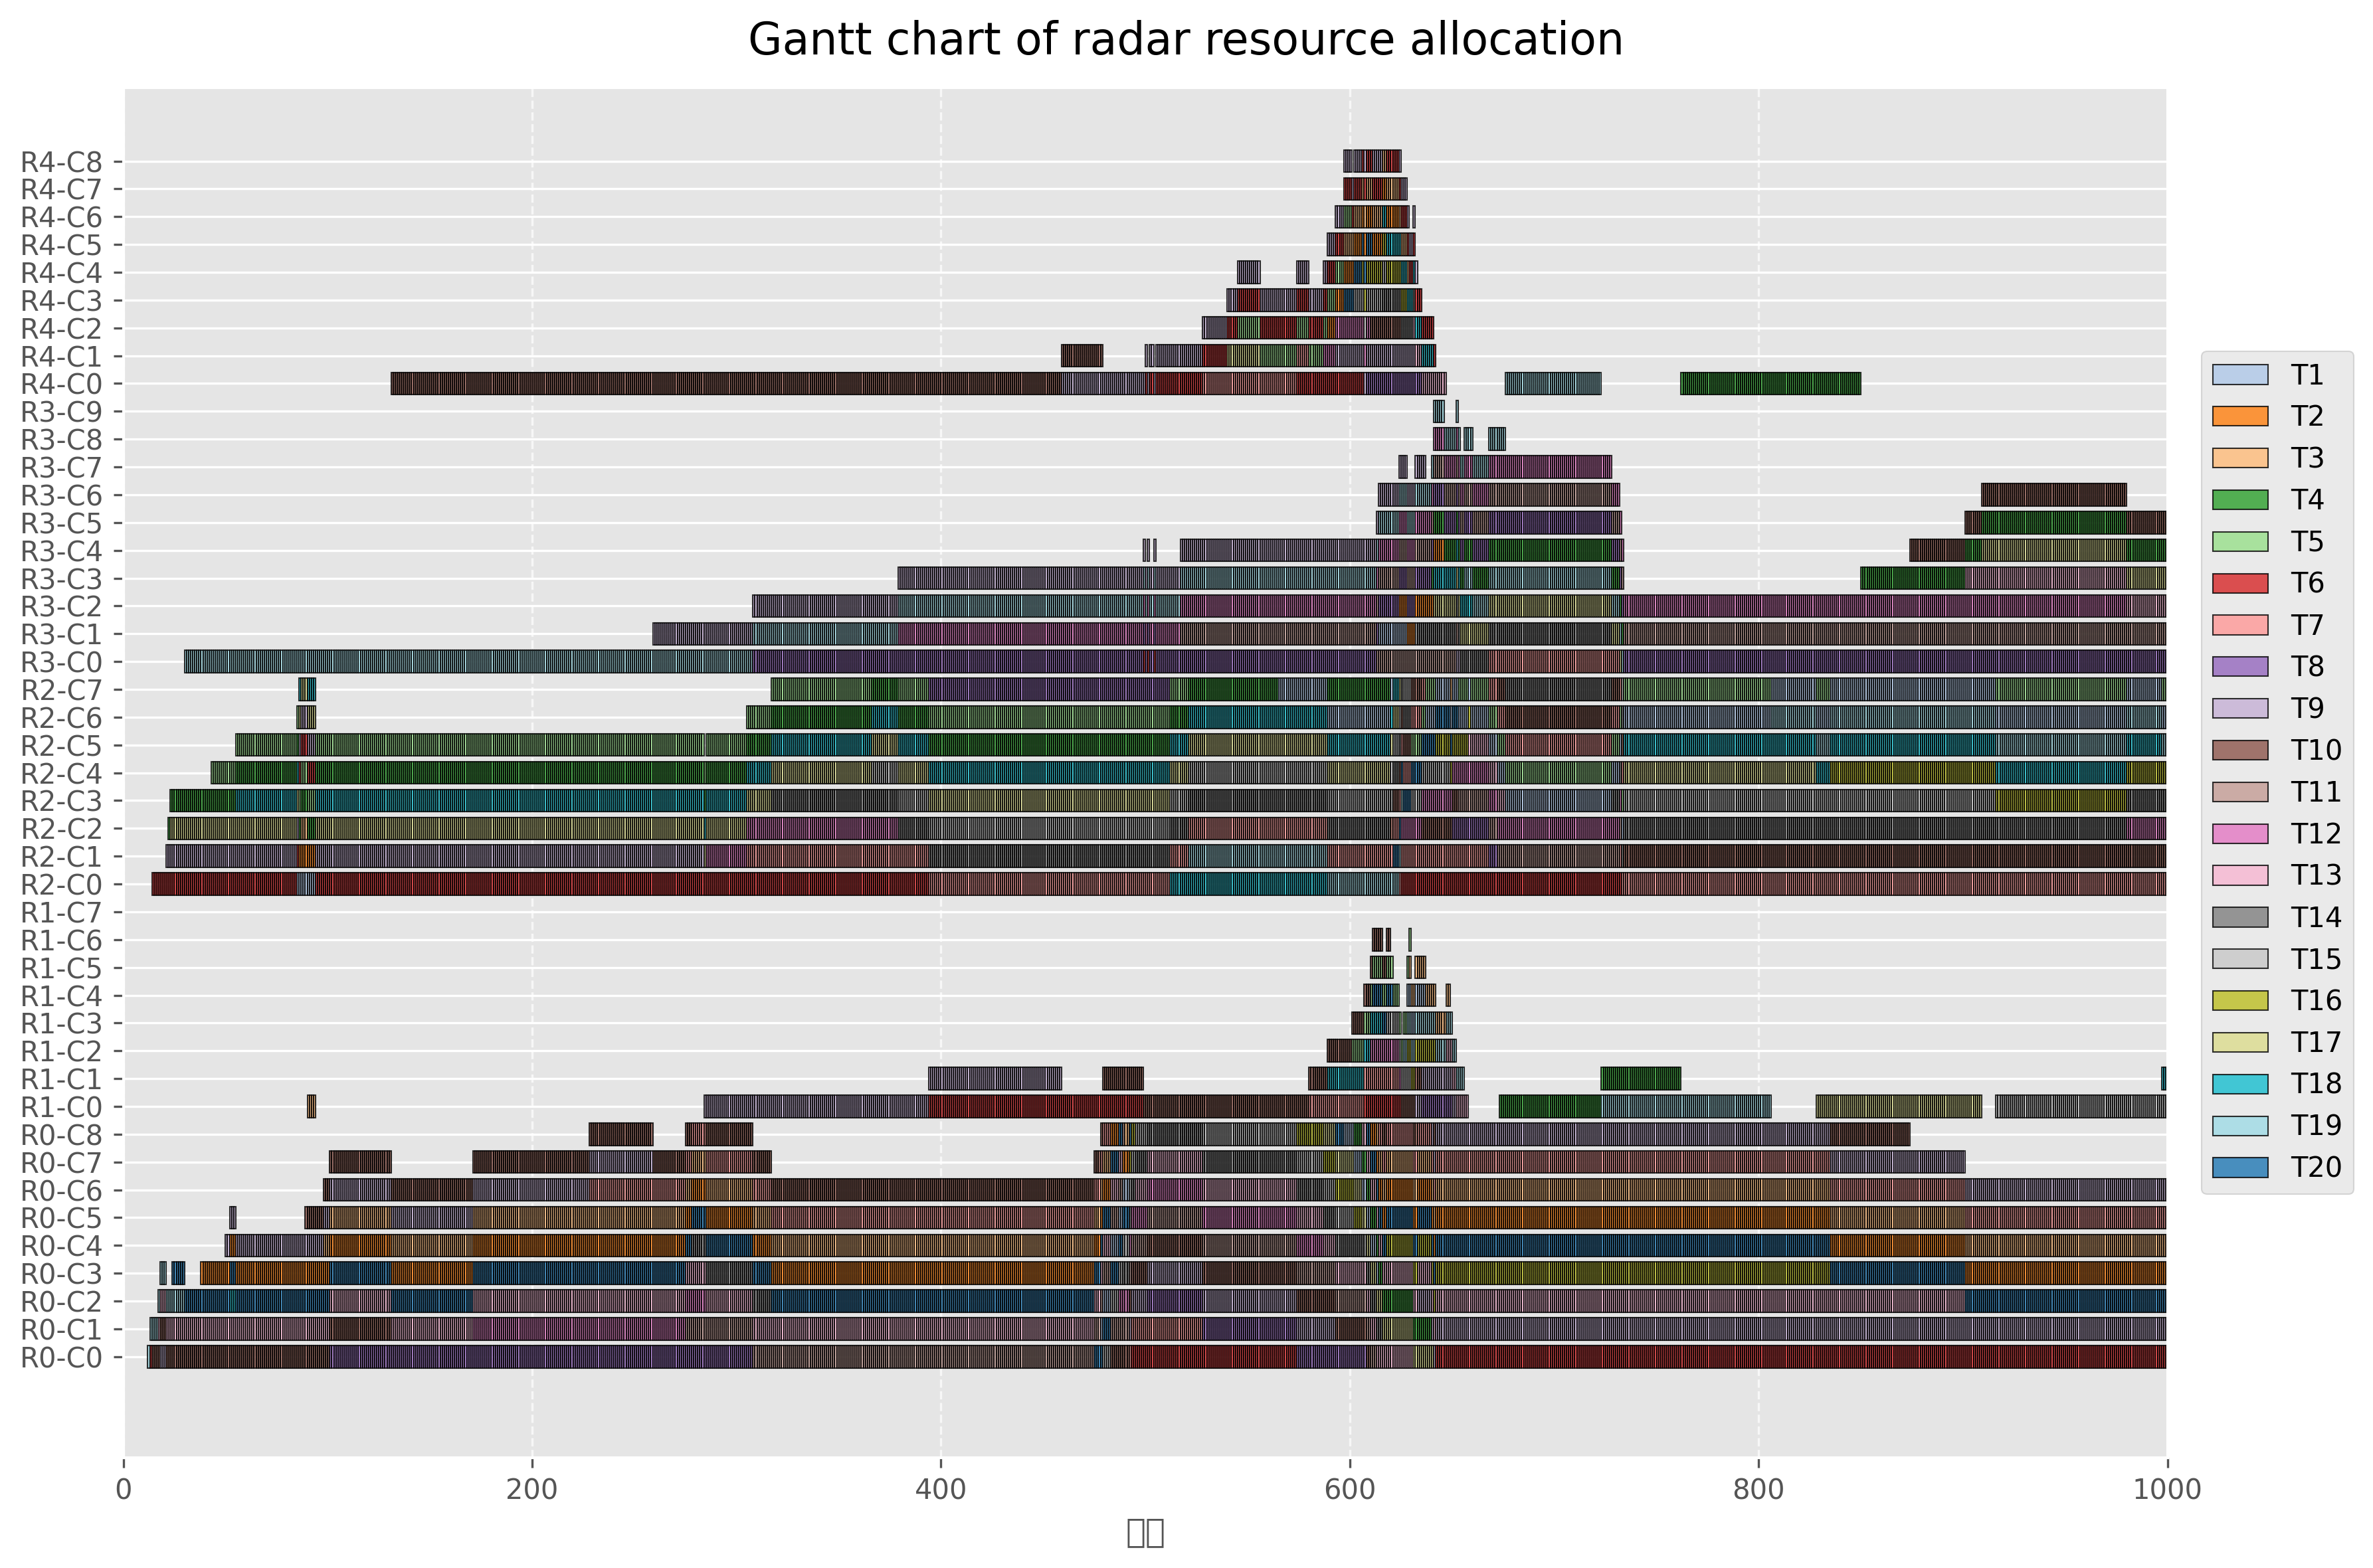 Gantt chart of radar resource allocation
R4-C8
R4-C7
R4-C6
R4-C5
R4-C4
R4-C3
R4-C2
R4-C1
R4-C0
R3-C9
R3-C8
R3-C7
R3-C6
R3-C5
R3-C4
R3-C3
R3-C2
R3-C1
R3-C0
R2-C7
R2-C6
R2-C5
R2-C4
R2-C3
R2-C2
R2-C1
R2-C0
R1-C7
R1-C6
R1-C5
R1-C4
R1-C3
R1-C2
R1-C1
R1-C0
R0-C8
R0-C7
R0-C6
R0-C5
R0-C4
R0-C3
R0-C2
R0-C1
R0-C0
0 200 400 600 800 1000
T1
T2
T3
T4
T5
T6
T7
T8
T9
T10
T11
T12
T13
T14
T15
T16
T17
T18
T19
T20